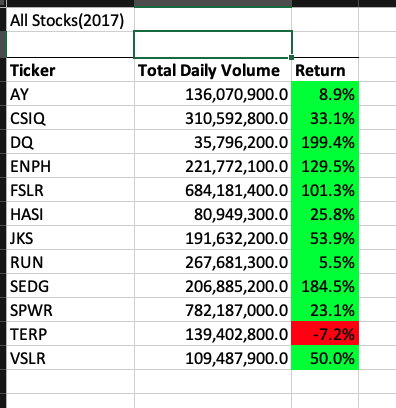 All Stocks(2017)
Ticker Total Daily Volume Return
AY 136,070,900.0 8.9%
CSIQ 310,592,800.0 33.1%
DQ 35,796,200.0 199.4%
ENPH 221,772,100.0 129.5%
FSLR 684,181,400.0 101.3%
HASI 80,949,300.0 25.8%
JKS 191,632,200.0 53.9%
RUN 267,681,300.0 5.5%
SEDG 206,885,200.0 184.5%
SPWR 782,187,000.0 23.1%
TERP 139,402,800.0 -7.2%
VSLR 109,487,900.0 50.0%